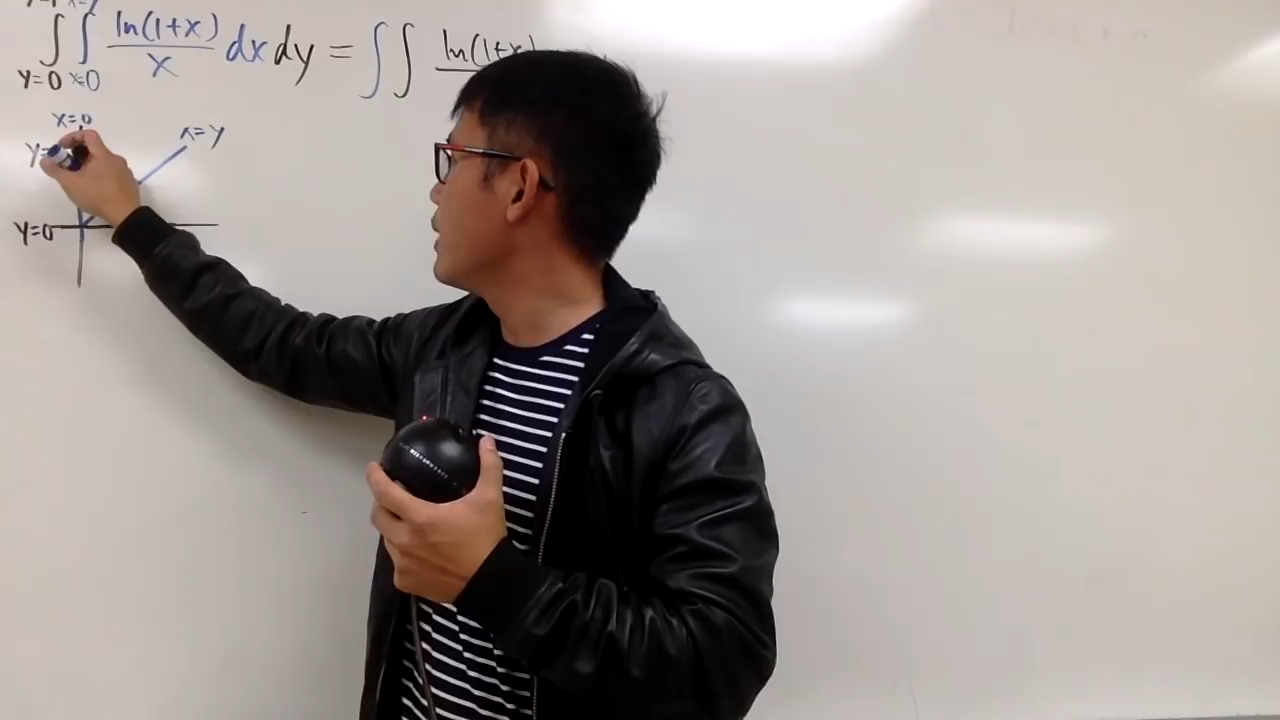 ∫∫ ln(1+x)/x dx dy = ∫∫ ln(1+x)
y=0 x=0
x=0
x=y
y=
y=0